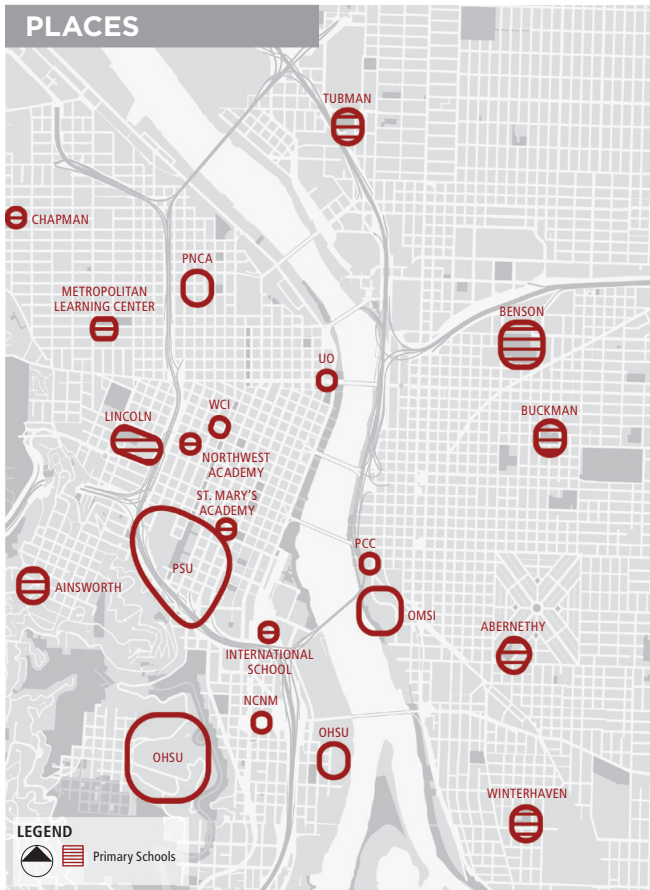 PLACES
TUBMAN
CHAPMAN
PNCA
METROPOLITAN
LEARNING CENTER
BENSON
UO
WCI
LINCOLN
BUCKMAN
NORTHWEST
ACADEMY
ST. MARY'S
ACADEMY
PCC
PSU
AINSWORTH
OMSI
ABERNETHY
INTERNATIONAL
SCHOOL
NCNM
OHSU
OHSU
WINTERHAVEN
LEGEND
Primary Schools